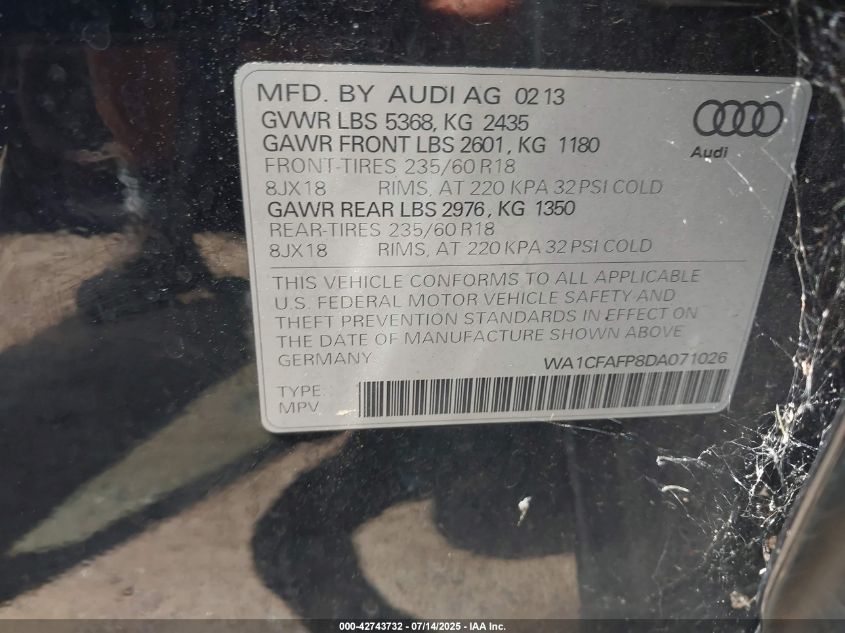 MFD. BY AUDI AG 02 13
GVWR LBS 5368, KG 2435
GAWR FRONT LBS 2601, KG 1180
FRONT-TIRES 235/60 R18
8JX18 RIMS, AT 220 KPA 32 PSI COLD
GAWR REAR LBS 2976, KG 1350
REAR-TIRES 235/60 R18
8JX18 RIMS, AT 220 KPA 32 PSI COLD
Audi
THIS VEHICLE CONFORMS TO ALL APPLICABLE
U.S. FEDERAL MOTOR VEHICLE SAFETY AND
THEFT PREVENTION STANDARDS IN EFFECT ON
THE DATE OF MANUFACTURE SHOWN ABOVE
GERMANY WA1CFAFP8DA071026
TYPE:
MPV
000-42743732 - 07/14/2025 - IAA Inc.